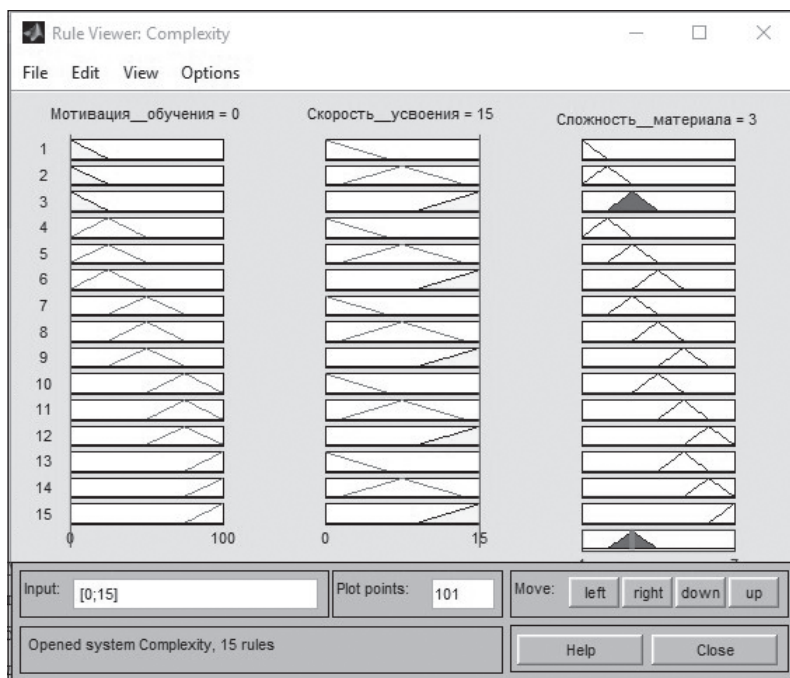 Rule Viewer: Complexity
File Edit View Options
Мотивация__обучения = 0
Скорость__усвоения = 15
Сложность__материала = 3
1
2
3
4
5
6
7
8
9
10
11
12
13
14
15
0 100
0 15
Input: [0;15]
Plot points: 101
Move: left right down up
Opened system Complexity, 15 rules
Help Close